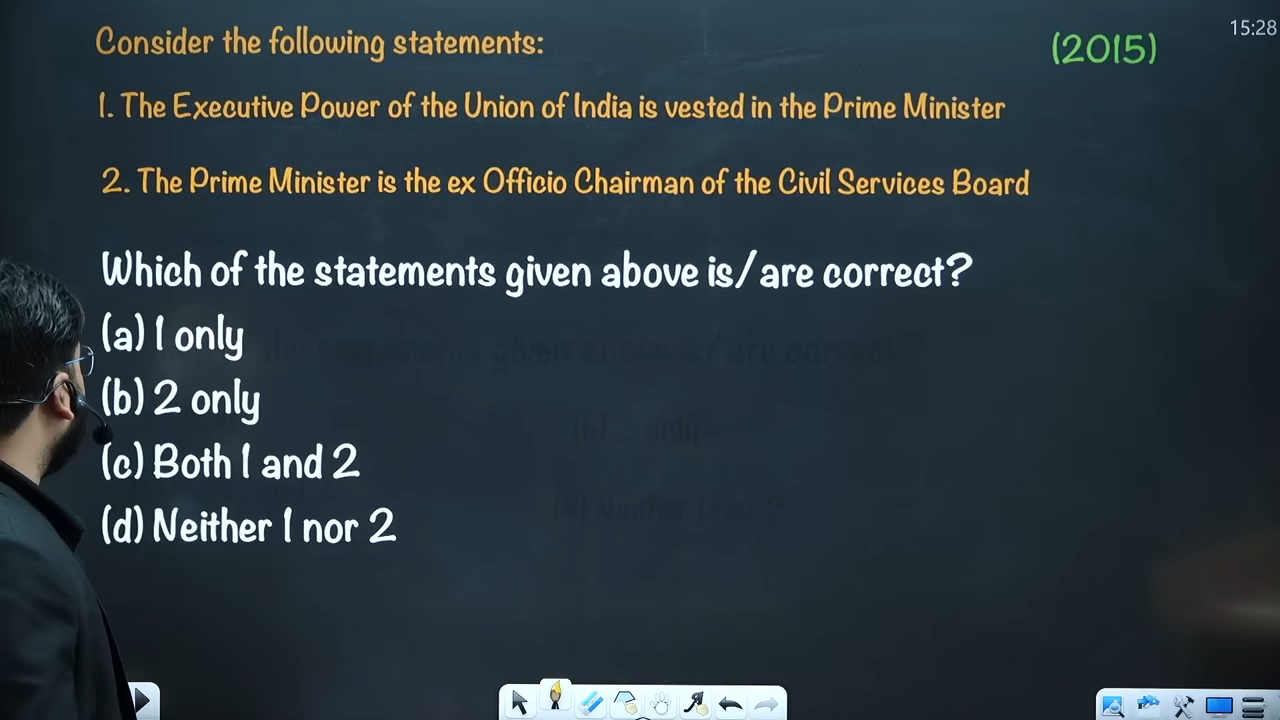 Consider the following statements:
(2015)
15:28
1. The Executive Power of the Union of India is vested in the Prime Minister
2. The Prime Minister is the ex Officio Chairman of the Civil Services Board
Which of the statements given above is/are correct?
(a) 1 only
(b) 2 only
(c) Both 1 and 2
(d) Neither 1 nor 2